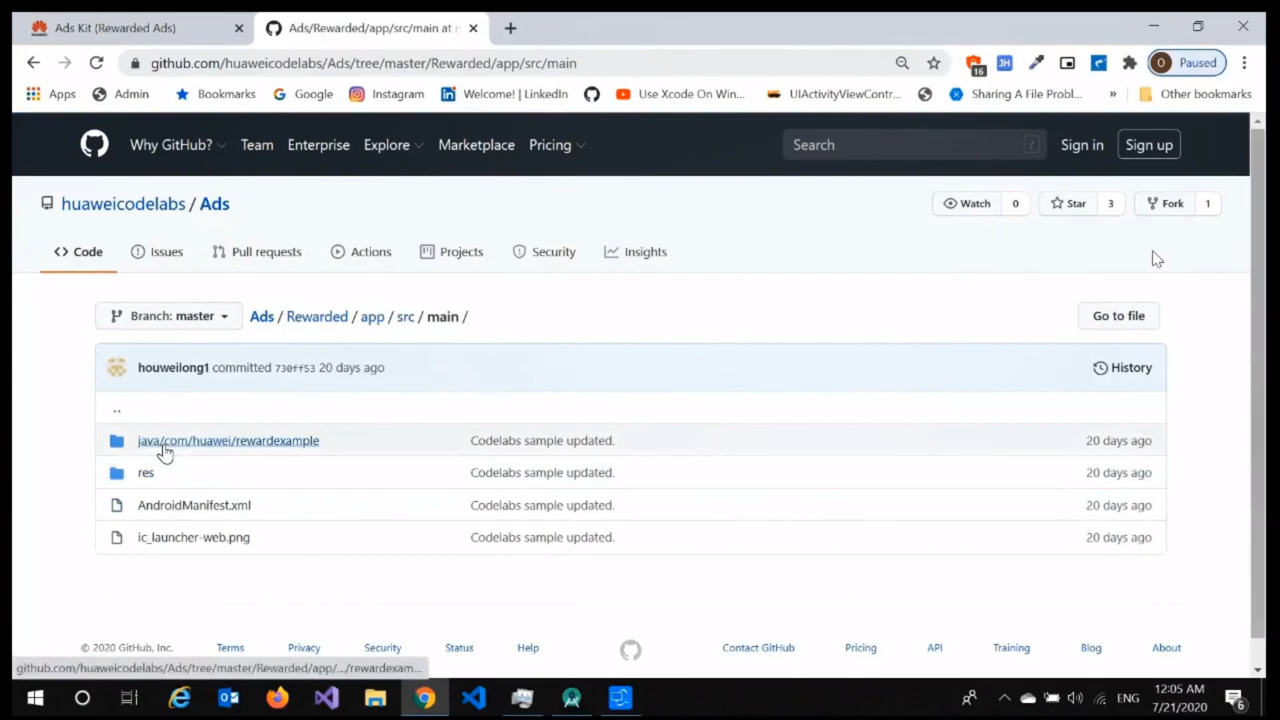 Ads Kit (Rewarded Ads)
Ads/Rewarded/app/src/main at
github.com/huaweicodelabs/Ads/tree/master/Rewarded/app/src/main
16
JH
O Paused
Apps Admin Bookmarks Google Instagram Welcome! | LinkedIn Use Xcode On Win... UIActivityViewContr... Sharing A File Probl... » Other bookmarks
Why GitHub? Team Enterprise Explore Marketplace Pricing Search / Sign in Sign up
huaweicodelabs / Ads Watch 0 Star 3 Fork 1
<> Code Issues Pull requests Actions Projects Security Insights
Branch: master Ads / Rewarded / app / src / main / Go to file
houweilong1 committed 730ff53 20 days ago History
..
java/com/huawei/rewardexample Codelabs sample updated. 20 days ago
res Codelabs sample updated. 20 days ago
AndroidManifest.xml Codelabs sample updated. 20 days ago
ic_launcher-web.png Codelabs sample updated. 20 days ago
© 2020 GitHub, Inc. Terms Privacy Security Status Help Contact GitHub Pricing API Training Blog About
github.com/huaweicodelabs/Ads/tree/master/Rewarded/app/.../rewardexam...
ENG 12:05 AM
7/21/2020
6